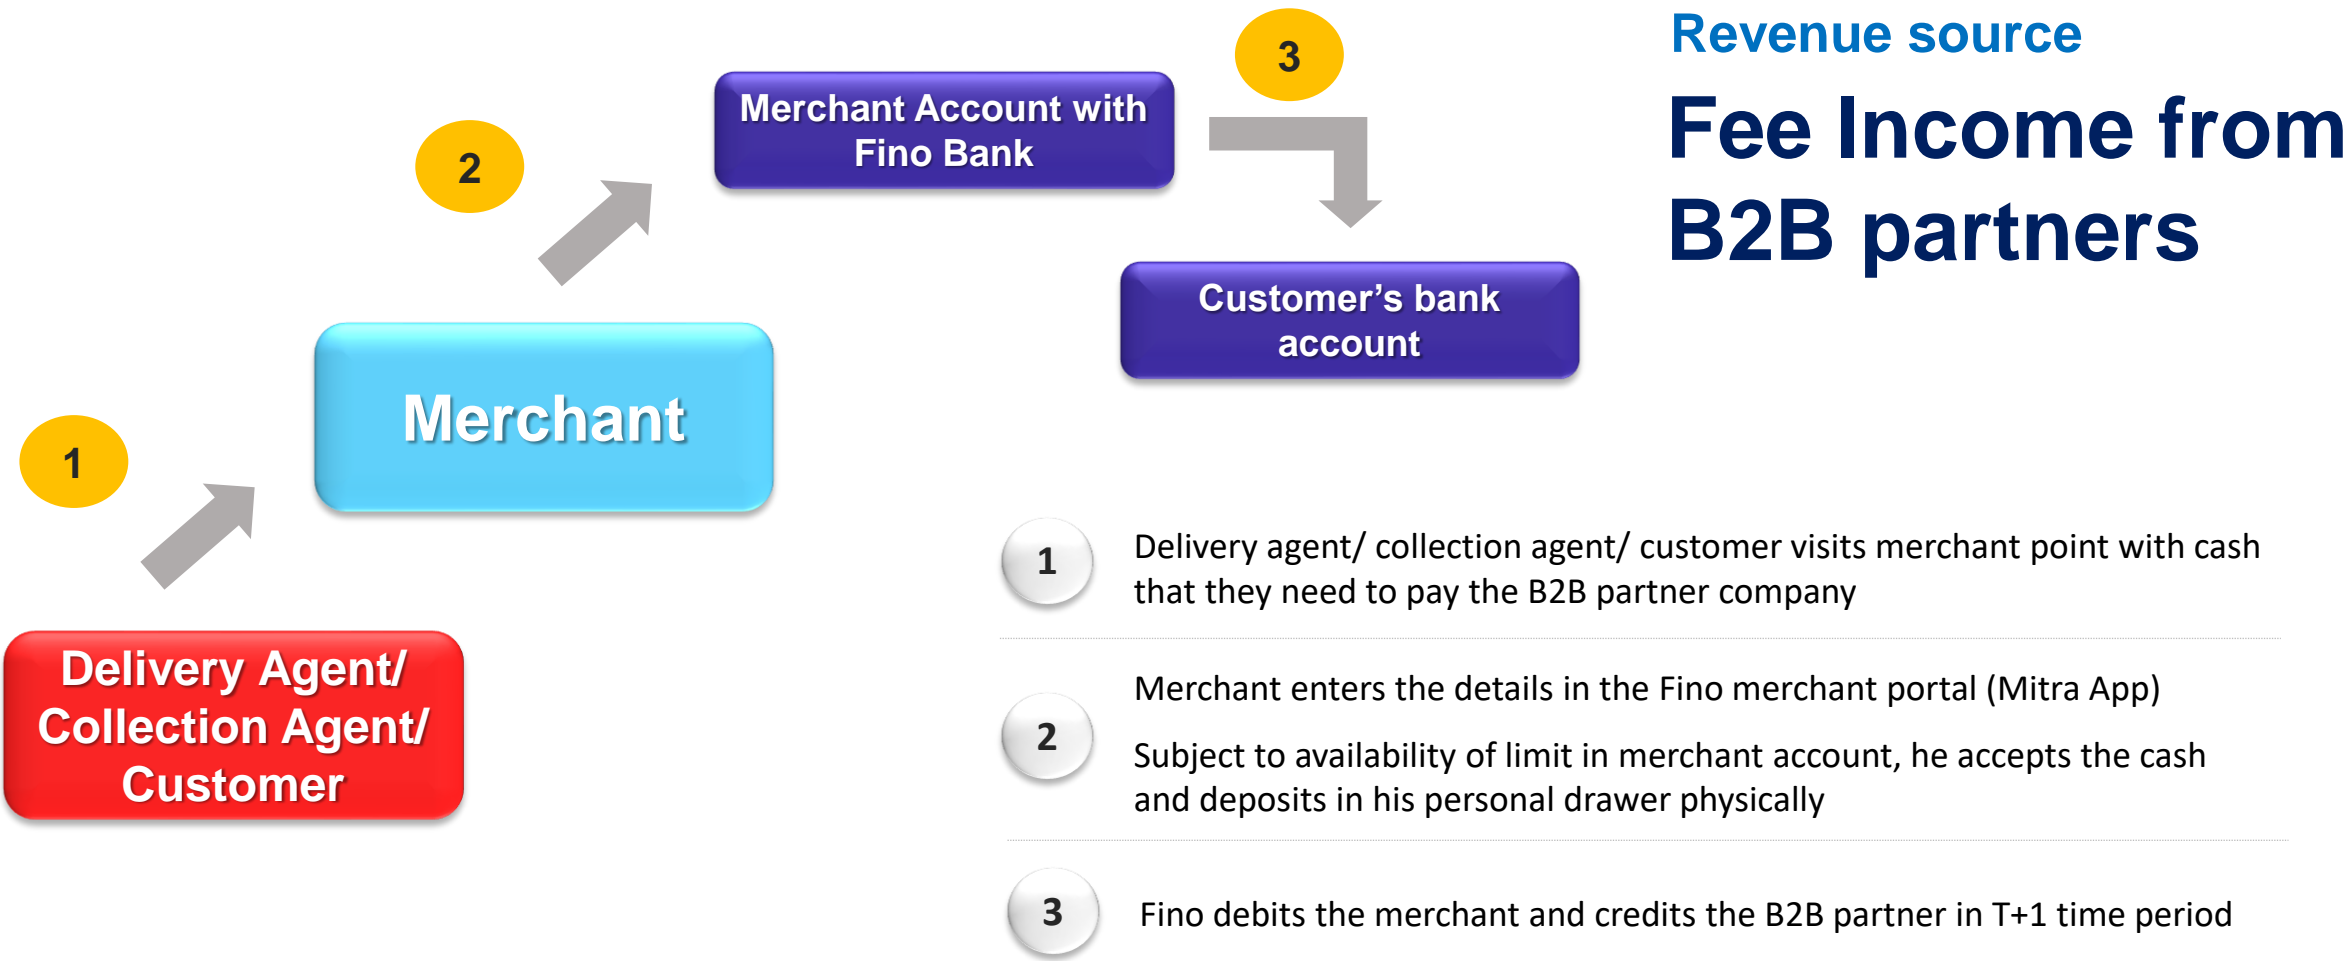 Revenue source
Fee Income from
B2B partners
3
Merchant Account with
Fino Bank
2
Customer’s bank
account
Merchant
1
Delivery Agent/
Collection Agent/
Customer
1
Delivery agent/ collection agent/ customer visits merchant point with cash
that they need to pay the B2B partner company
2
Merchant enters the details in the Fino merchant portal (Mitra App)
Subject to availability of limit in merchant account, he accepts the cash
and deposits in his personal drawer physically
3
Fino debits the merchant and credits the B2B partner in T+1 time period